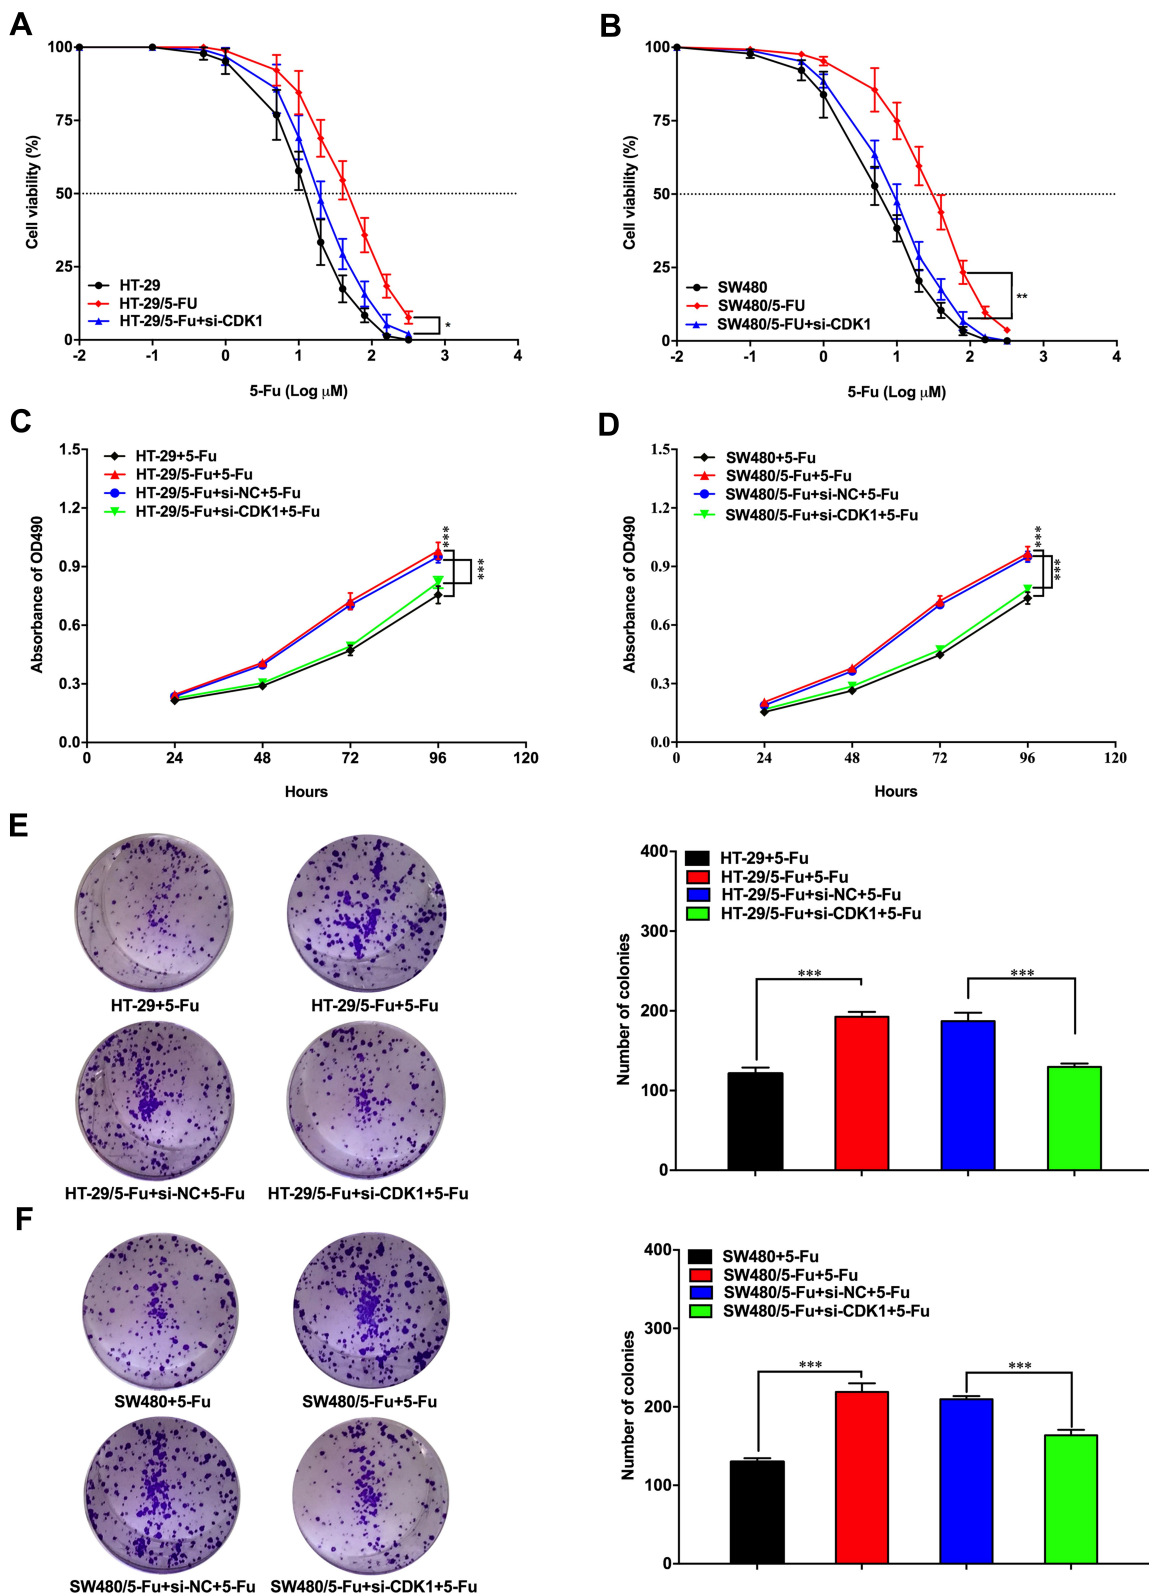 A
100
75
50
25
0
Cell viability (%)
HT-29
HT-29/5-FU
HT-29/5-Fu+si-CDK1
*
-2 -1 0 1 2 3 4
5-Fu (Log μM)
B
100
75
50
25
0
Cell viability (%)
SW480
SW480/5-FU
SW480/5-FU+si-CDK1
**
-2 -1 0 1 2 3 4
5-Fu (Log μM)
C
1.5
1.2
0.9
0.6
0.3
0.0
Absorbance of OD490
HT-29+5-Fu
HT-29/5-Fu+5-Fu
HT-29/5-Fu+si-NC+5-Fu
HT-29/5-Fu+si-CDK1+5-Fu
***
***
0 24 48 72 96 120
Hours
D
1.5
1.2
0.9
0.6
0.3
0.0
Absorbance of OD490
SW480+5-Fu
SW480/5-Fu+5-Fu
SW480/5-Fu+si-NC+5-Fu
SW480/5-Fu+si-CDK1+5-Fu
***
***
0 24 48 72 96 120
Hours
E
HT-29+5-Fu
HT-29/5-Fu+5-Fu
HT-29/5-Fu+si-NC+5-Fu
HT-29/5-Fu+si-CDK1+5-Fu
400
300
200
100
0
Number of colonies
HT-29+5-Fu
HT-29/5-Fu+5-Fu
HT-29/5-Fu+si-NC+5-Fu
HT-29/5-Fu+si-CDK1+5-Fu
***
***
F
SW480+5-Fu
SW480/5-Fu+5-Fu
SW480/5-Fu+si-NC+5-Fu
SW480/5-Fu+si-CDK1+5-Fu
400
300
200
100
0
Number of colonies
SW480+5-Fu
SW480/5-Fu+5-Fu
SW480/5-Fu+si-NC+5-Fu
SW480/5-Fu+si-CDK1+5-Fu
***
***